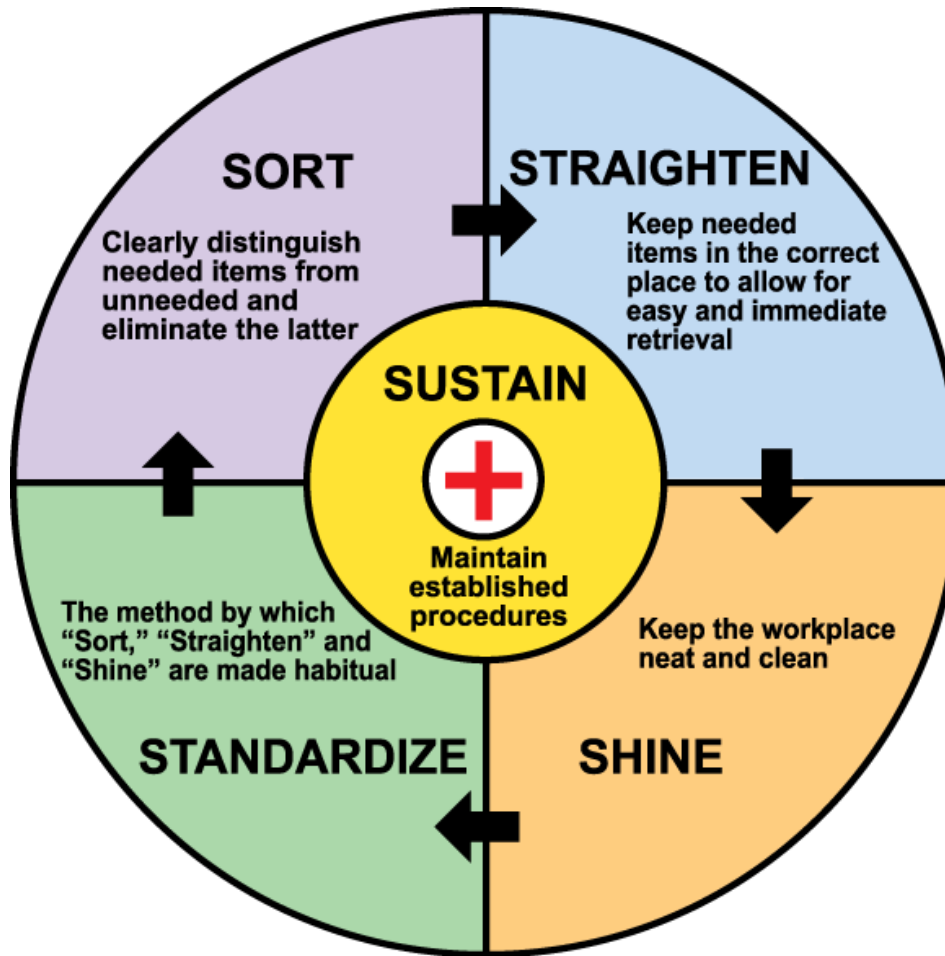 SORT
Clearly distinguish
needed items from
unneeded and
eliminate the latter
STRAIGHTEN
Keep needed
items in the correct
place to allow for
easy and immediate
retrieval
SUSTAIN
Maintain
established
procedures
Keep the workplace
neat and clean
SHINE
The method by which
“Sort,” “Straighten” and
“Shine” are made habitual
STANDARDIZE